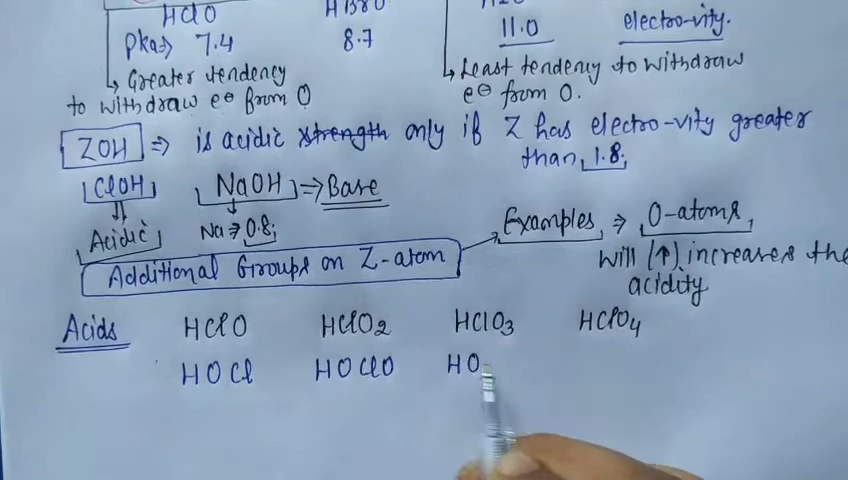 HClO HBrO 11.0 electro-vity.
pka⇒ 7.4 8.7
↳ Greater tendency to withdraw e⊖ from O
↳ Least tendency to withdraw e⊖ from O.
ZOH ⇒ is acidic strength only if Z has electro-vity greater than 1.8;
ClOH NaOH ⇒ Base
Acidic Na ⇒ 0.8;
Additional Groups on Z-atom
Examples ⇒ O-atoms,
will (↑) increases the
acidity
Acids HClO HClO2 HClO3 HClO4
HOCl HOClO HO